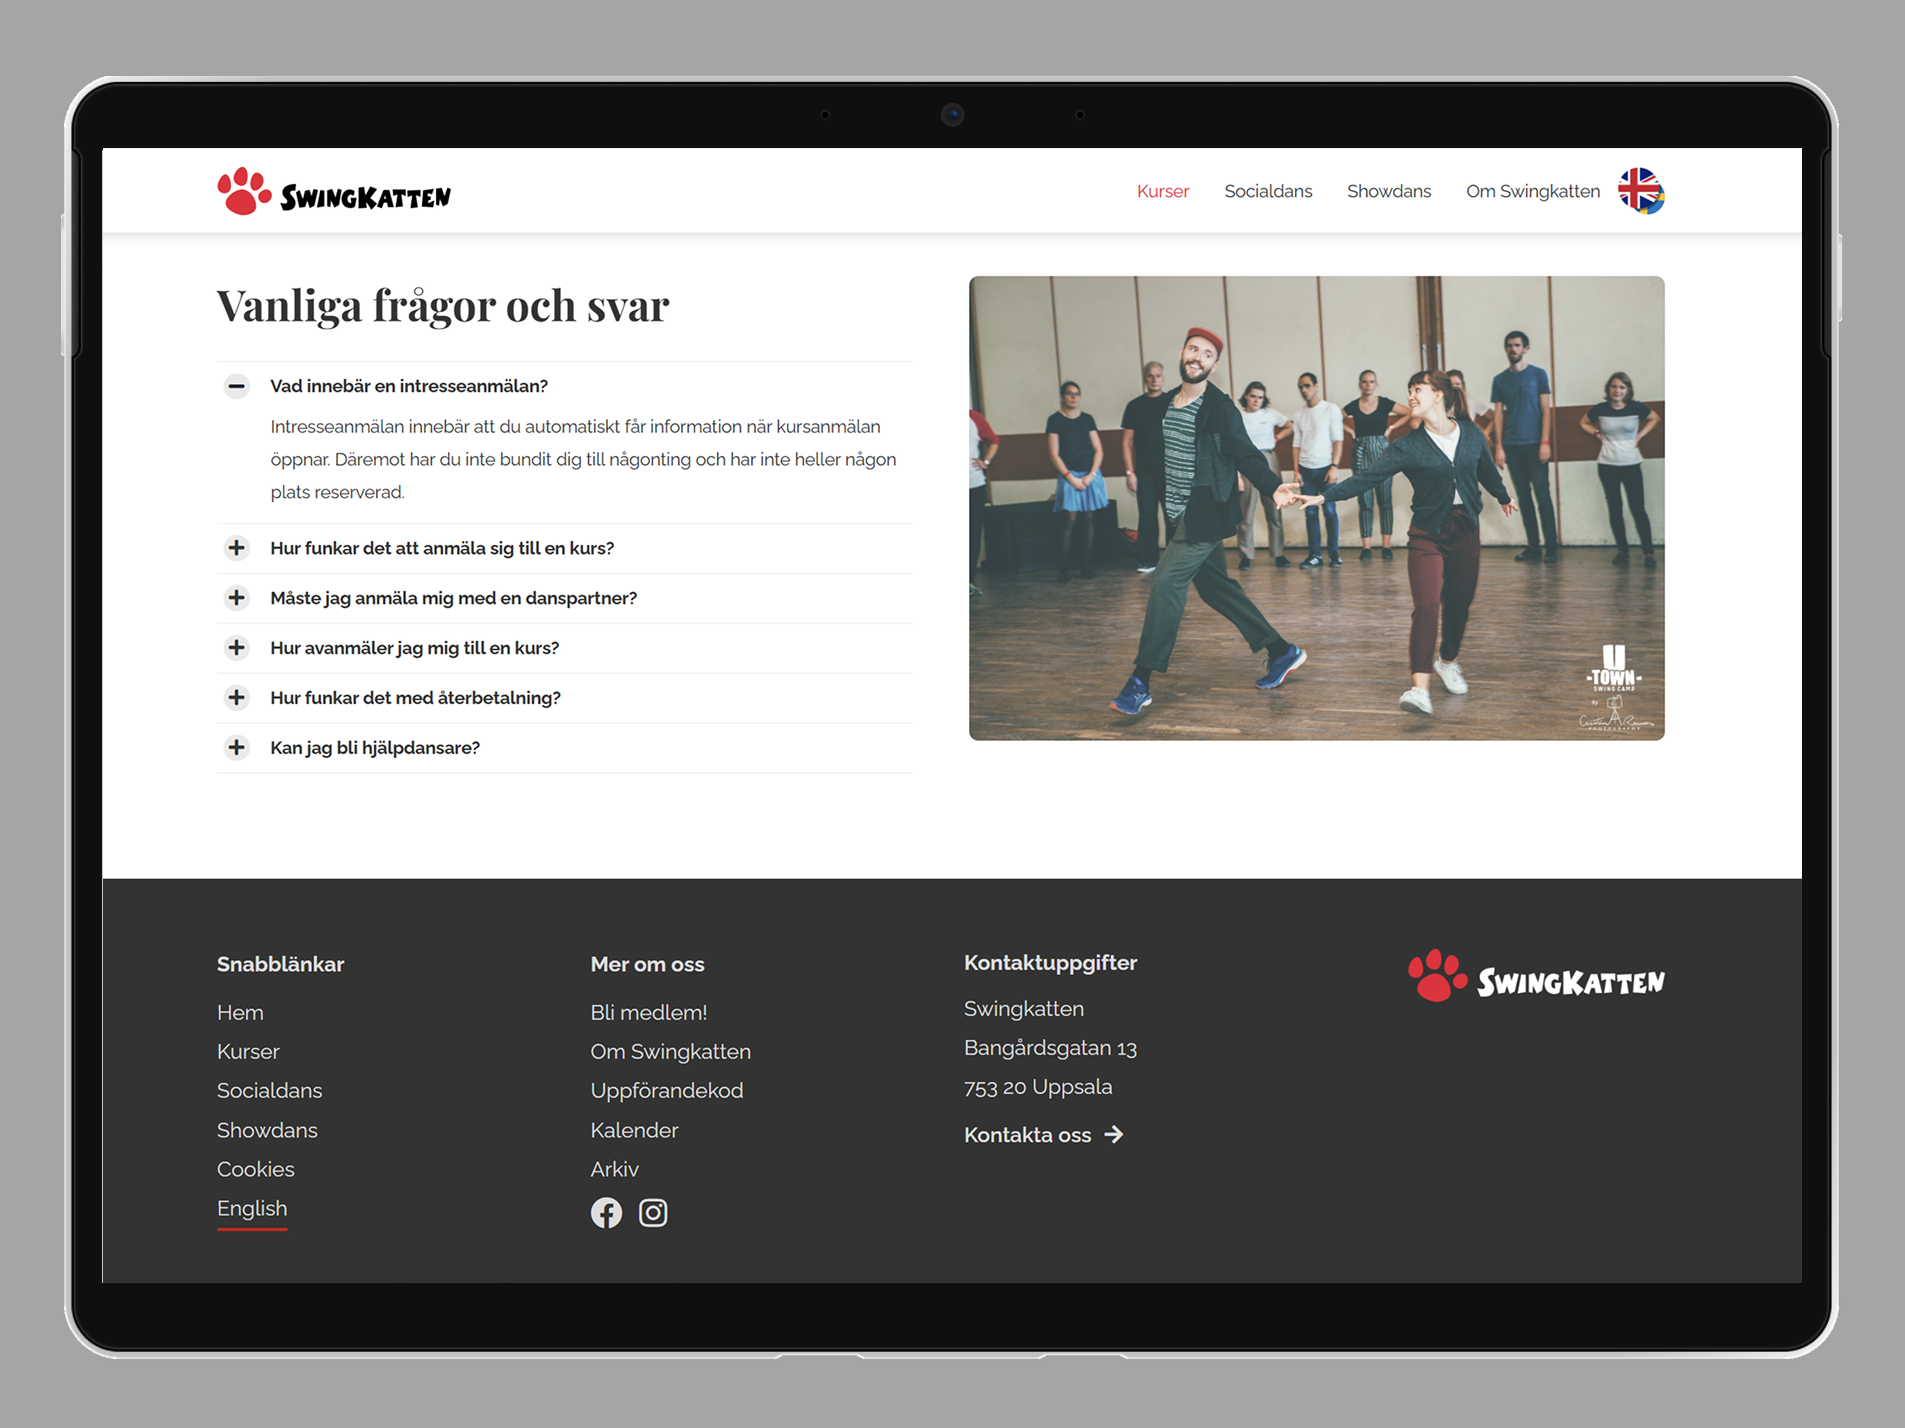 SWINGKATTEN
Kurser Socialdans Showdans Om Swingkatten
Vanliga frågor och svar
Vad innebär en intresseanmälan?
Intresseanmälan innebär att du automatiskt får information när kursanmälan
öppnar. Däremot har du inte bundit dig till någonting och har inte heller någon
plats reserverad.
Hur funkar det att anmäla sig till en kurs?
Måste jag anmäla mig med en danspartner?
Hur avanmäler jag mig till en kurs?
Hur funkar det med återbetalning?
Kan jag bli hjälpdansare?
U
-TOWN-
SWING CAMP
by
PHOTOGRAPHY
Snabblänkar
Hem
Kurser
Socialdans
Showdans
Cookies
English
Mer om oss
Bli medlem!
Om Swingkatten
Uppförandekod
Kalender
Arkiv
Kontaktuppgifter
Swingkatten
Bangårdsgatan 13
753 20 Uppsala
Kontakta oss →
SWINGKATTEN